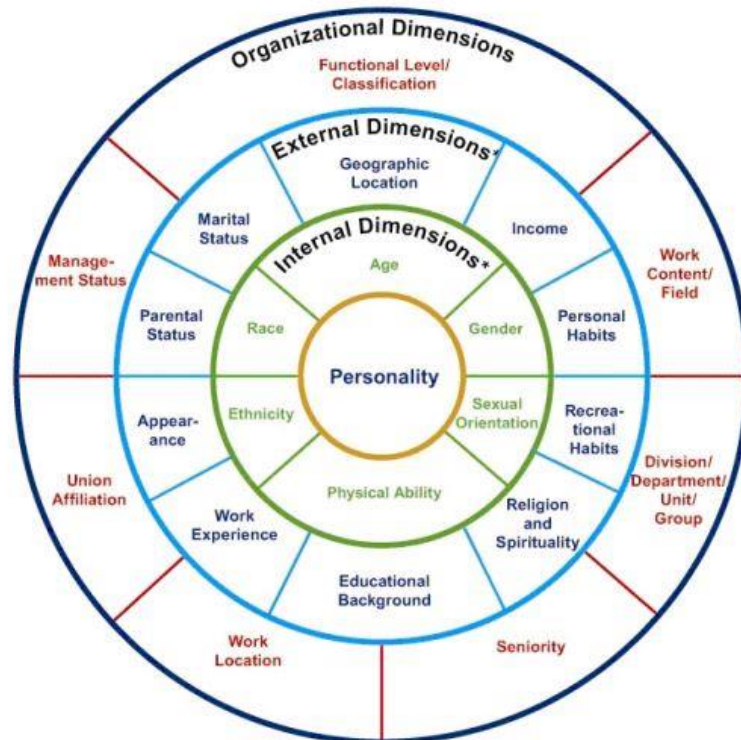 Organizational Dimensions
Functional Level/
Classification
External Dimensions*
Geographic
Location
Marital
Status
Income
Internal Dimensions*
Age
Manage-
ment Status
Work
Content/
Field
Parental
Status
Race
Gender
Personal
Habits
Personality
Appear-
ance
Ethnicity
Sexual
Orientation
Recrea-
tional
Habits
Union
Affiliation
Division/
Department/
Unit/
Group
Physical Ability
Work
Experience
Religion
and
Spirituality
Educational
Background
Work
Location
Seniority